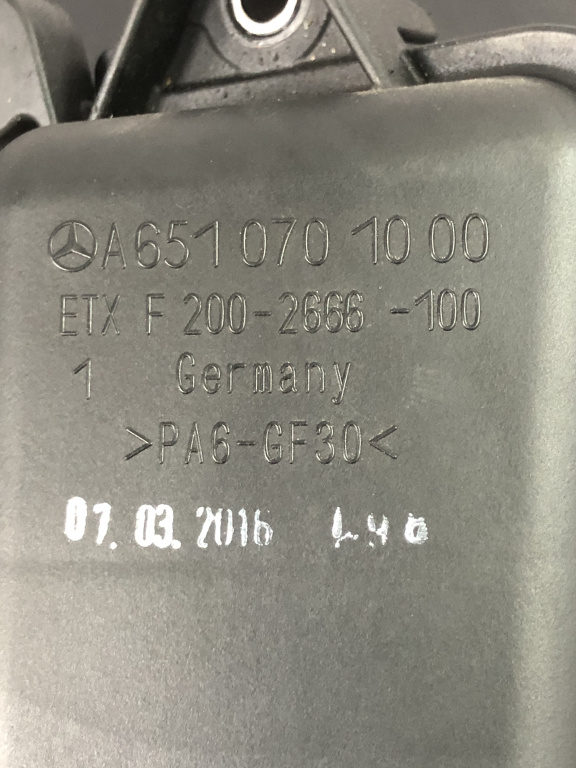 A651 070 10 00
ETX F 200-2666-100
1 Germany
>PA6-GF30<
07.03.2016